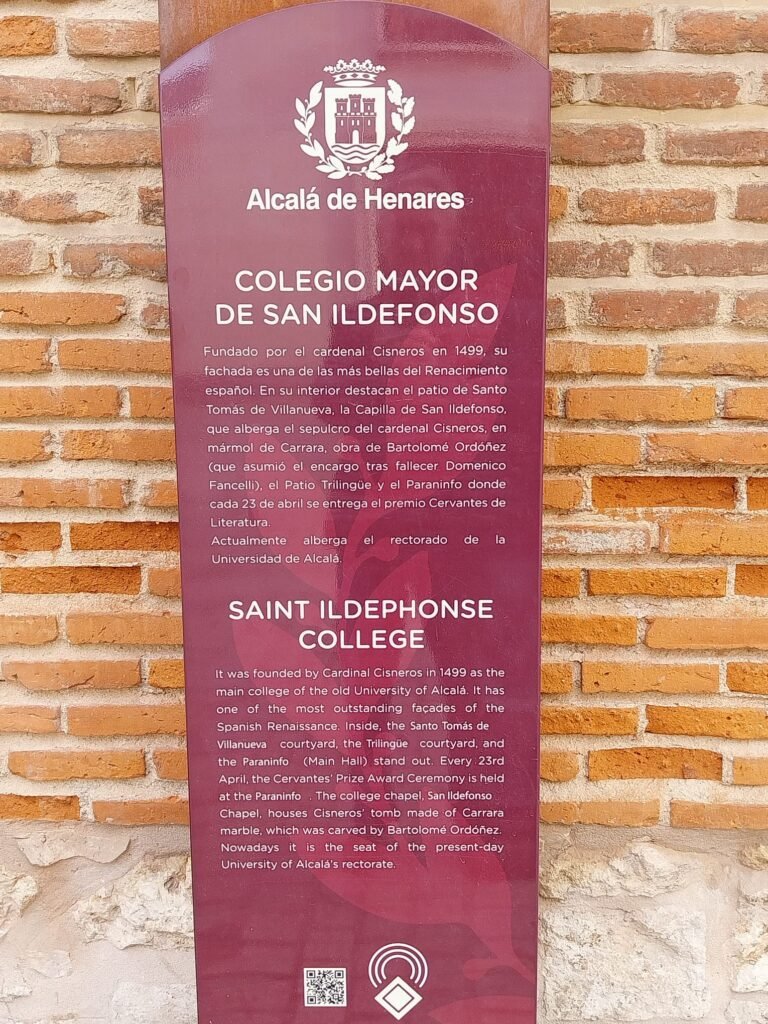 Alcalá de Henares
COLEGIO MAYOR
DE SAN ILDEFONSO
Fundado por el cardenal Cisneros en 1499, su
fachada es una de las más bellas del Renacimiento
español. En su interior destacan el patio de Santo
Tomás de Villanueva, la Capilla de San Ildefonso,
que alberga el sepulcro del cardenal Cisneros, en
mármol de Carrara, obra de Bartolomé Ordóñez
(que asumió el encargo tras fallecer Domenico
Fancelli), el Patio Trilingüe y el Paraninfo donde
cada 23 de abril se entrega el premio Cervantes de
Literatura.
Actualmente alberga el rectorado de la
Universidad de Alcalá.
SAINT ILDEPHONSE
COLLEGE
It was founded by Cardinal Cisneros in 1499 as the
main college of the old University of Alcalá. It has
one of the most outstanding façades of the
Spanish Renaissance. Inside, the Santo Tomás de
Villanueva courtyard, the Trilingüe courtyard, and
the Paraninfo (Main Hall) stand out. Every 23rd
April, the Cervantes' Prize Award Ceremony is held
at the Paraninfo . The college chapel, San Ildefonso
Chapel, houses Cisneros' tomb made of Carrara
marble, which was carved by Bartolomé Ordóñez.
Nowadays it is the seat of the present-day
University of Alcalá's rectorate.